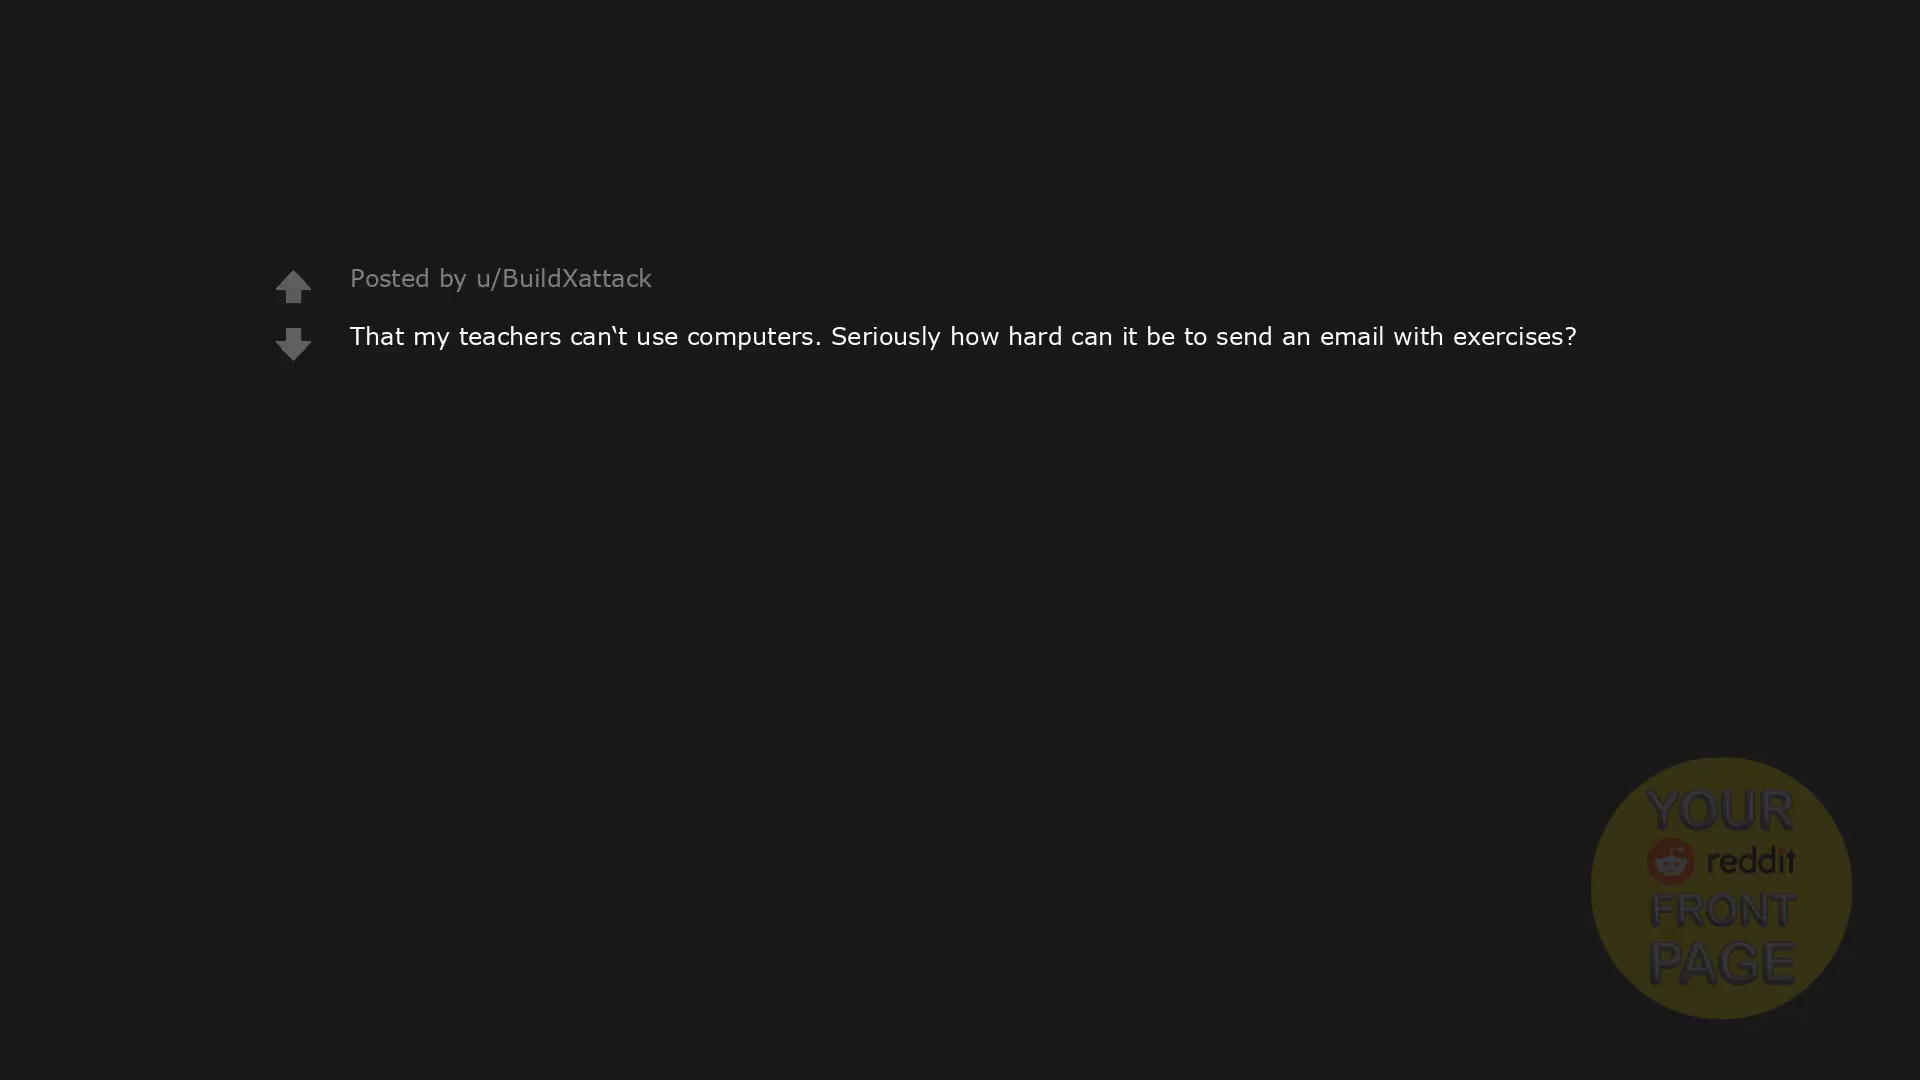 Posted by u/BuildXattack
That my teachers can‛t use computers. Seriously how hard can it be to send an email with exercises?
YOUR
reddit
FRONT
PAGE